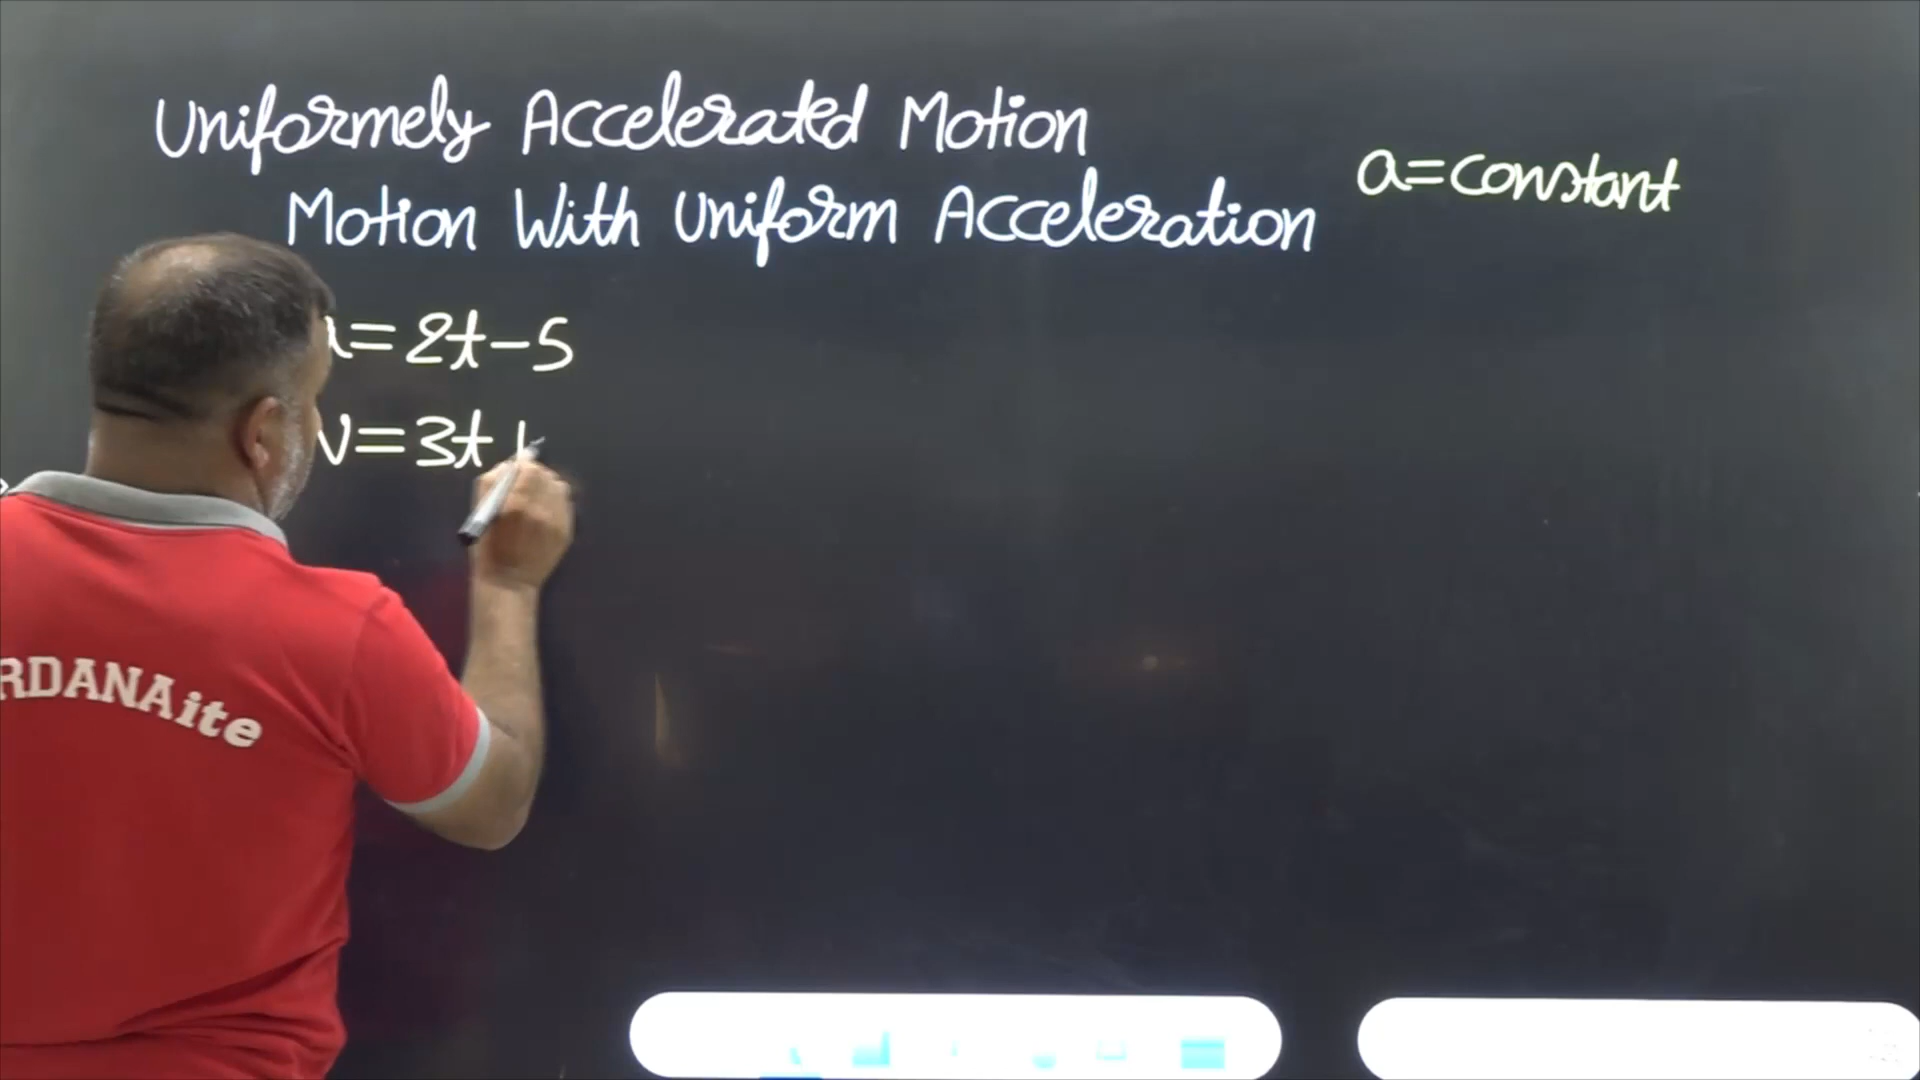 Uniformely Accelerated Motion
Motion With Uniform Acceleration
a=constant
=2t-5
v=3t
RDANAite